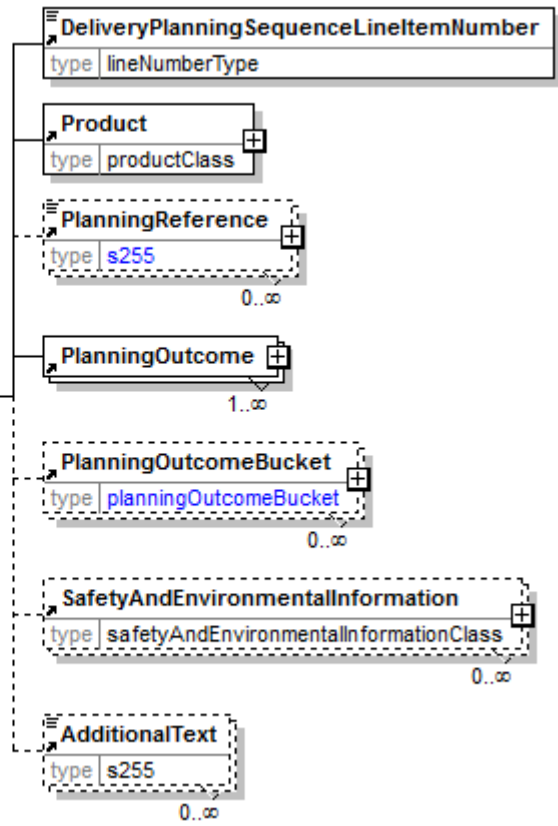 DeliveryPlanningSequenceLineItemNumber
type lineNumberType
Product
type productClass
PlanningReference
type s255
0..∞
PlanningOutcome
1..∞
PlanningOutcomeBucket
type planningOutcomeBucket
0..∞
SafetyAndEnvironmentalInformation
type safetyAndEnvironmentalInformationClass
0..∞
AdditionalText
type s255
0..∞